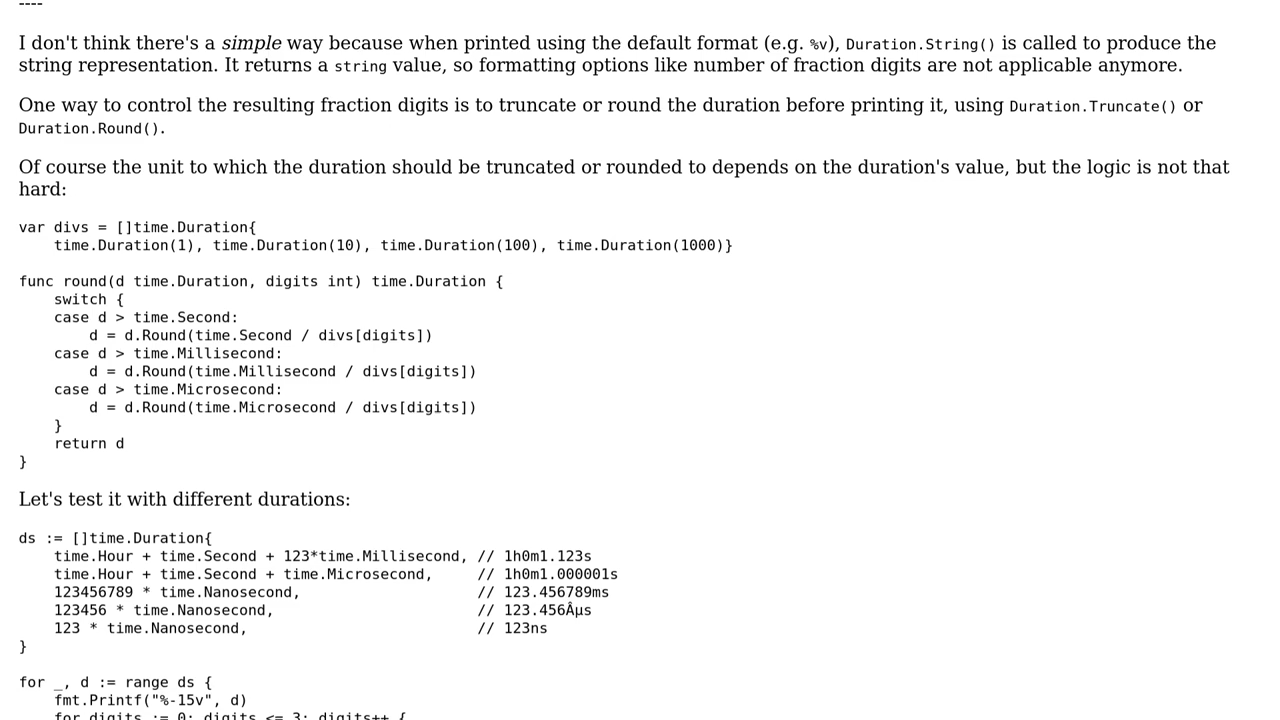 ----
I don't think there's a simple way because when printed using the default format (e.g. %v), Duration.String() is called to produce the
string representation. It returns a string value, so formatting options like number of fraction digits are not applicable anymore.
One way to control the resulting fraction digits is to truncate or round the duration before printing it, using Duration.Truncate() or
Duration.Round().
Of course the unit to which the duration should be truncated or rounded to depends on the duration's value, but the logic is not that
hard:
var divs = []time.Duration{
    time.Duration(1), time.Duration(10), time.Duration(100), time.Duration(1000)}
func round(d time.Duration, digits int) time.Duration {
    switch {
    case d > time.Second:
        d = d.Round(time.Second / divs[digits])
    case d > time.Millisecond:
        d = d.Round(time.Millisecond / divs[digits])
    case d > time.Microsecond:
        d = d.Round(time.Microsecond / divs[digits])
    }
    return d
}
Let's test it with different durations:
ds := []time.Duration{
    time.Hour + time.Second + 123*time.Millisecond, // 1h0m1.123s
    time.Hour + time.Second + time.Microsecond,     // 1h0m1.000001s
    123456789 * time.Nanosecond,                    // 123.456789ms
    123456 * time.Nanosecond,                       // 123.456Âµs
    123 * time.Nanosecond,                          // 123ns
}
for _, d := range ds {
    fmt.Printf("%-15v", d)
    for digits := 0; digits <= 3; digits++ {